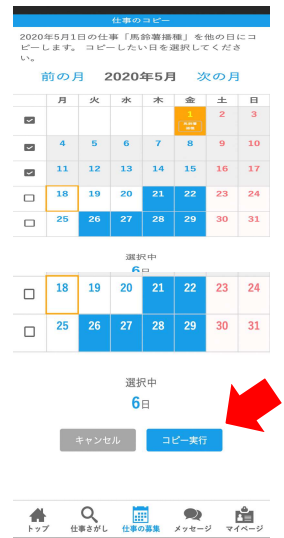 仕事のコピー
2020年5月1日の仕事「馬鈴薯播種」を他の日にコ
ピーします。 コピーしたい日を選択してくださ
い。
前の月 2020年5月 次の月
月 火 水 木 金 土 日
1 2 3
馬鈴薯
播種
4 5 6 7 8 9 10
11 12 13 14 15 16 17
18 19 20 21 22 23 24
25 26 27 28 29 30 31
選択中
6日
18 19 20 21 22 23 24
25 26 27 28 29 30 31
選択中
6日
キャンセル コピー実行
トップ 仕事さがし 仕事の募集 メッセージ マイページ